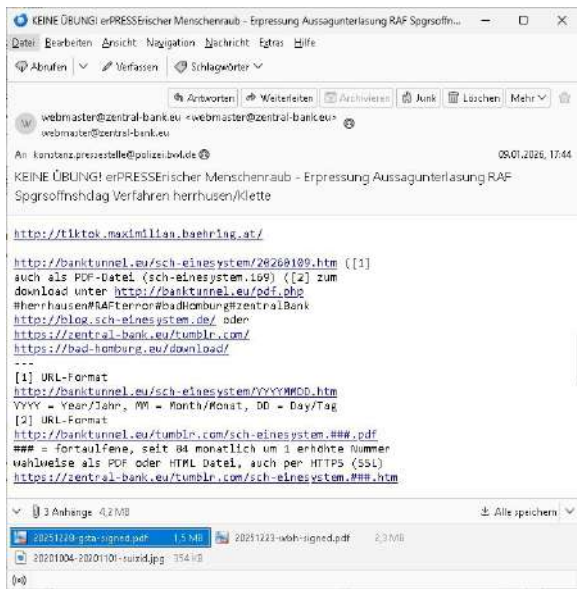 KEINE ÜBUNG! erPRESSErischer Menschenraub - Erpressung Aussagunterlasung RAF Spgrsoffn...
Datei Bearbeiten Ansicht Navigation Nachricht Extras Hilfe
Abrufen Verfassen Schlagwörter
Antworten Weiterleiten Archivieren Junk Löschen Mehr
W
webmaster@zentral-bank.eu <webmaster@zentral-bank.eu>
webmaster@zentral-bank.eu
An konstanz.pressestelle@polizei.bwl.de 09.01.2026, 17:44
KEINE ÜBUNG! erPRESSErischer Menschenraub - Erpressung Aussagunterlasung RAF
Spgrsoffnshclag Verfahren herrhusen/Klette
http://tiktok.maximilian.baehring.at/
http://banktunnel.eu/sch-einesystem/20260109.htm ([1]
auch als PDF-Datei (sch-einesystem.169) ([2] zum
download unter http://banktunnel.eu/pdf.php
#herrhausen#RAFterror#badHomburg#zentralBank
http://blog.sch-einesystem.de/ oder
https://zentral-bank.eu/tumblr.com/
https://bad-homburg.eu/download/
---
[1] URL-Format
http://banktunnel.eu/sch-einesystem/YYYYMMDD.htm
YYYY = Year/Jahr, MM = Month/Monat, DD = Day/Tag
[2] URL-Format
http://banktunnel.eu/tumblr.com/sch-einesystem.###.pdf
### = fortaulfene, seit 84 monatlich um 1 erhöhte Nummer
wahlweise als PDF oder HTML Datei, auch per HTTPS (SSL)
https://zentral-bank.eu/tumblr.com/sch-einesystem.###.htm
3 Anhänge 4,2 MB Alle speichern
20251220-gsta-signed.pdf 1,5 MB 20251223-wbh-signed.pdf 2,3 MB
20201004-20201101-suizid.jpg 354 kB